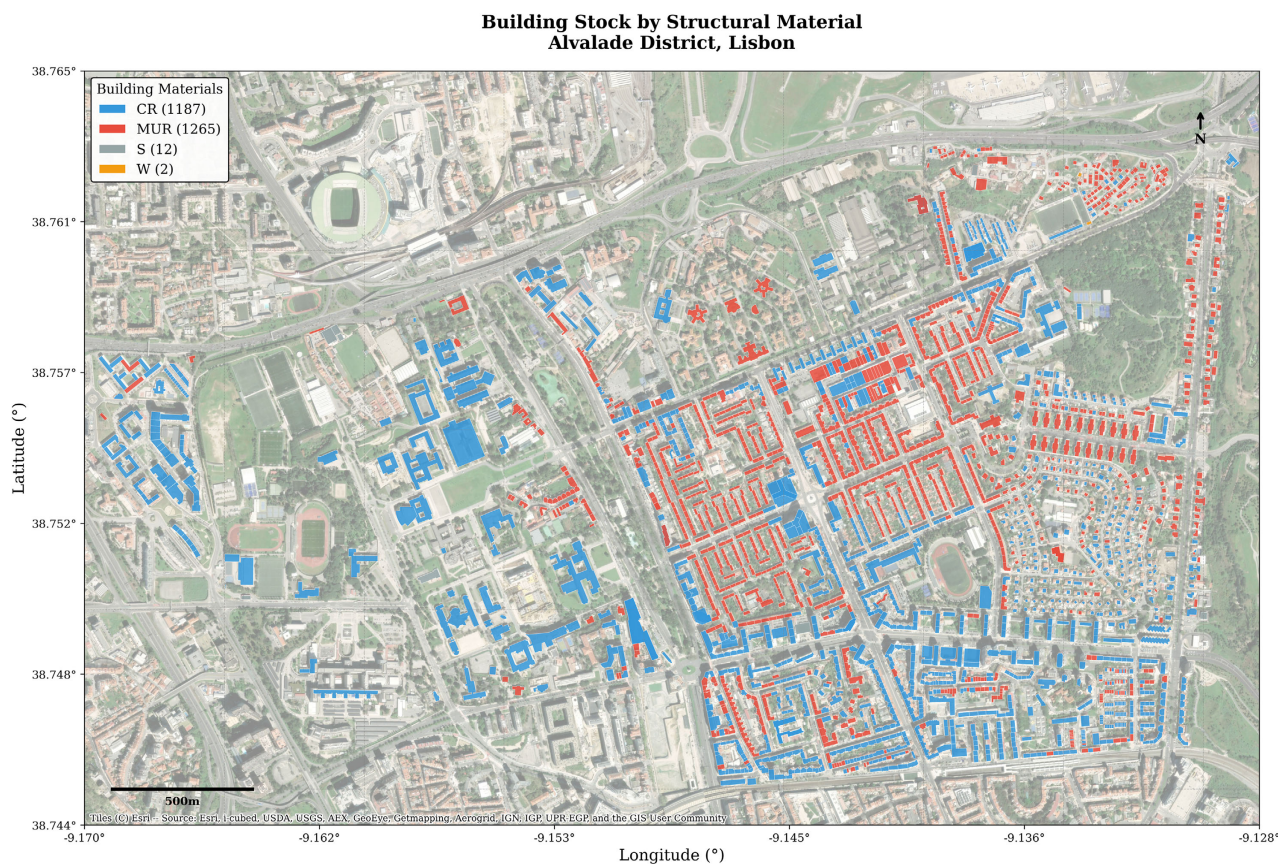 Building Stock by Structural Material
Alvalade District, Lisbon
38.765°
38.761°
38.757°
38.752°
38.748°
38.744°
Latitude (°)
Building Materials
CR (1187)
MUR (1265)
S (12)
W (2)
N
500m
Tiles (C) Esri -- Source: Esri, i-cubed, USDA, USGS, AEX, GeoEye, Getmapping, Aerogrid, IGN, IGP, UPR-EGP, and the GIS User Community
-9.170°
-9.162°
-9.153°
-9.145°
-9.136°
-9.128°
Longitude (°)